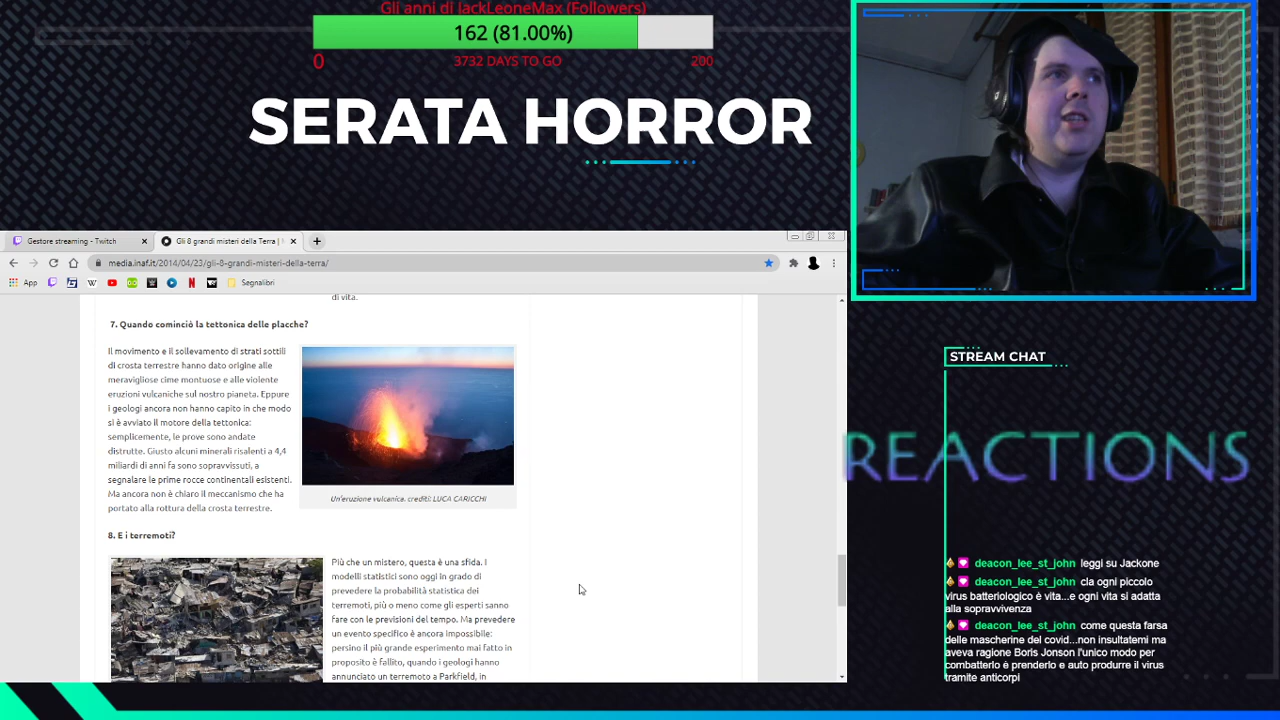 Gli anni di JackLeoneMax (Followers)
162 (81.00%)
0
3732 DAYS TO GO
200
SERATA HORROR
Gestore streaming - Twitch
Gli 8 grandi misteri della Terra |
media.inaf.it/2014/04/23/gli-8-grandi-misteri-della-terra/
App
Segnalibri
di vita.
7. Quando cominciò la tettonica delle placche?
Il movimento e il sollevamento di strati sottili
di crosta terrestre hanno dato origine alle
meravigliose cime montuose e alle violente
eruzioni vulcaniche sul nostro pianeta. Eppure
i geologi ancora non hanno capito in che modo
si è avviato il motore della tettonica:
semplicemente, le prove sono andate
distrutte. Giusto alcuni minerali risalenti a 4,4
miliardi di anni fa sono sopravvissuti, a
segnalare le prime rocce continentali esistenti.
Ma ancora non è chiaro il meccanismo che ha
portato alla rottura della crosta terrestre.
Un'eruzione vulcanica. crediti: LUCA CARICCHI
8. E i terremoti?
Più che un mistero, questa è una sfida. I
modelli statistici sono oggi in grado di
prevedere la probabilità statistica dei
terremoti, più o meno come gli esperti sanno
fare con le previsioni del tempo. Ma prevedere
un evento specifico è ancora impossibile:
persino il più grande esperimento mai fatto in
proposito è fallito, quando i geologi hanno
annunciato un terremoto a Parkfield, in
STREAM CHAT
REACTIONS
deacon_lee_st_john leggi su Jackone
deacon_lee_st_john cla ogni piccolo
virus batteriologico è vita...e ogni vita si adatta
alla sopravvivenza
deacon_lee_st_john come questa farsa
delle mascherine del covid...non insultatemi ma
aveva ragione Boris Jonson l'unico modo per
combatterlo è prenderlo e auto produrre il virus
tramite anticorpi